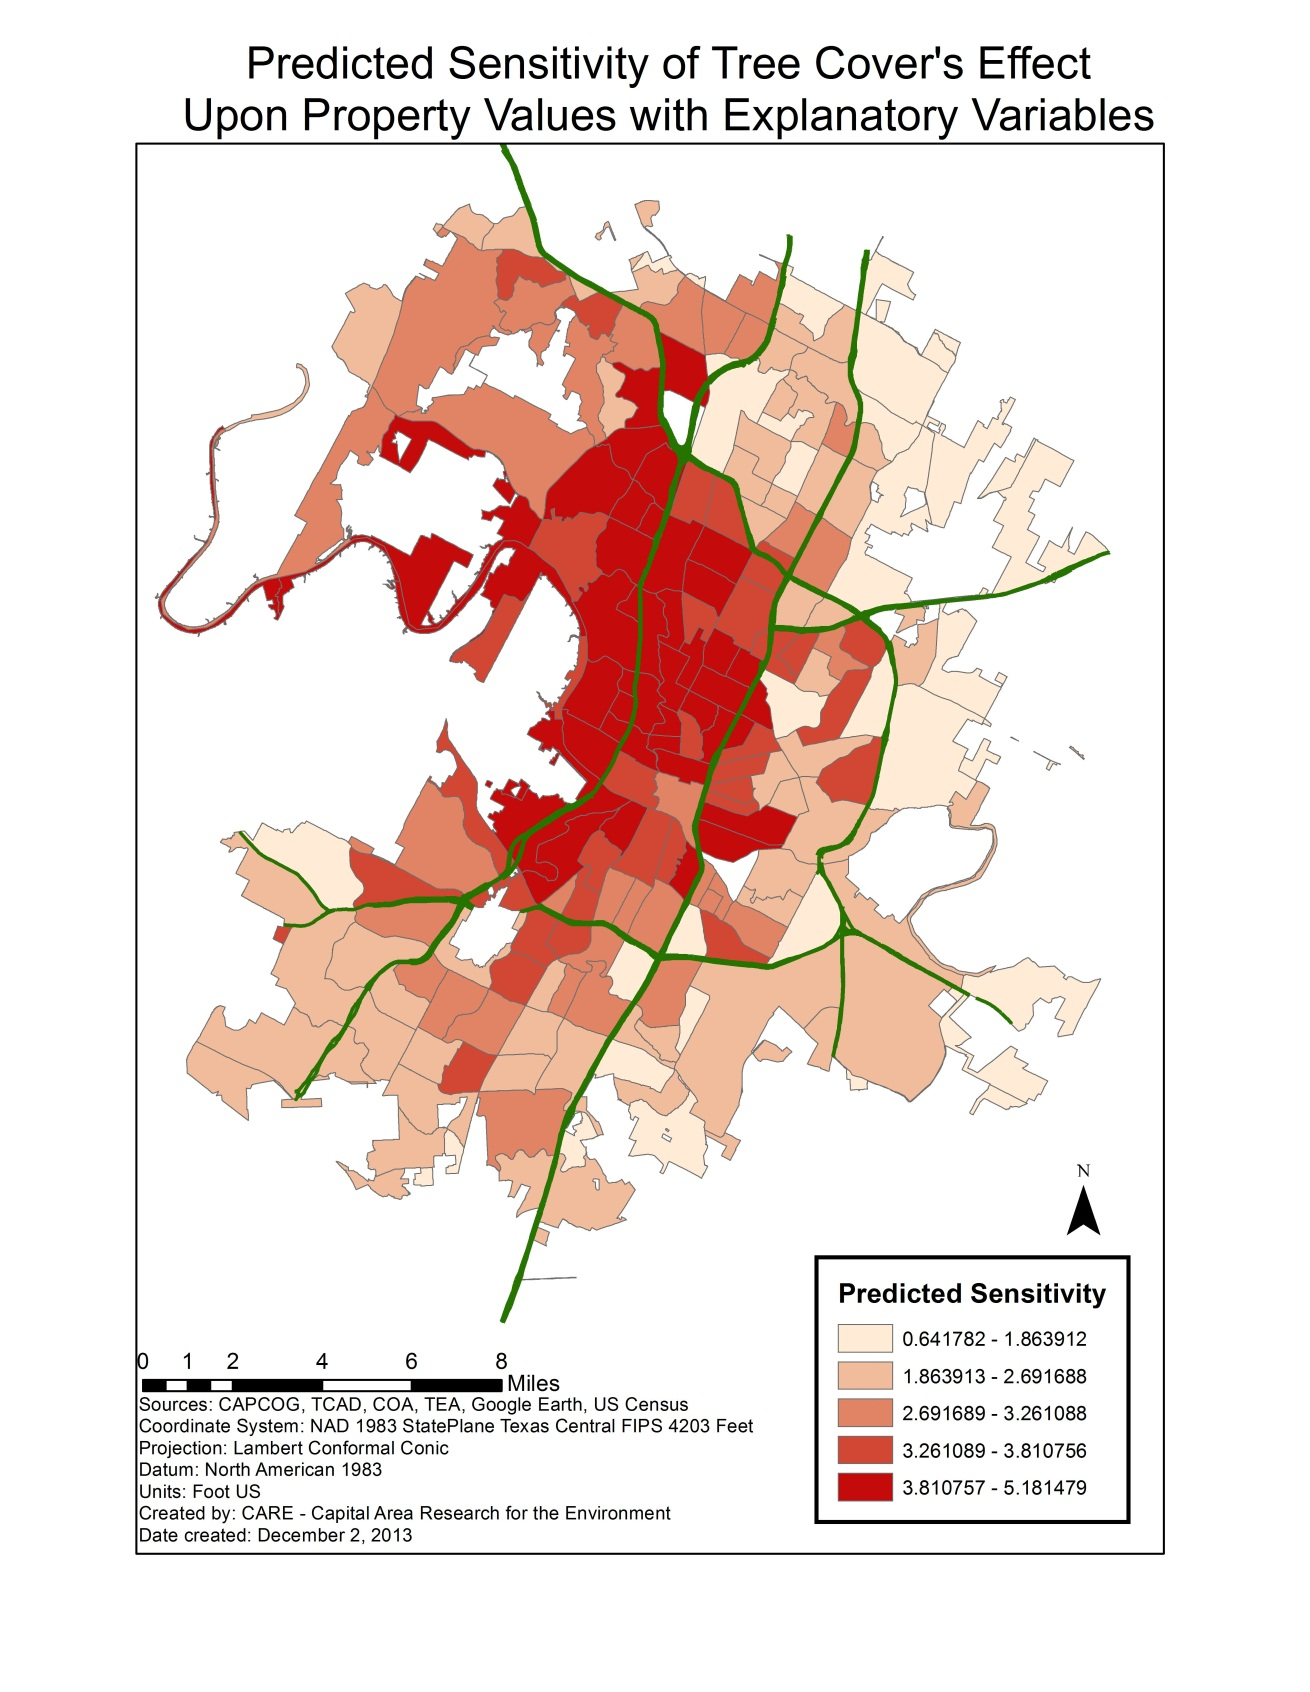 Predicted Sensitivity of Tree Cover's Effect
Upon Property Values with Explanatory Variables
N
Predicted Sensitivity
0.641782 - 1.863912
1.863913 - 2.691688
2.691689 - 3.261088
3.261089 - 3.810756
3.810757 - 5.181479
0 1 2 4 6 8
Miles
Sources: CAPCOG, TCAD, COA, TEA, Google Earth, US Census
Coordinate System: NAD 1983 StatePlane Texas Central FIPS 4203 Feet
Projection: Lambert Conformal Conic
Datum: North American 1983
Units: Foot US
Created by: CARE - Capital Area Research for the Environment
Date created: December 2, 2013